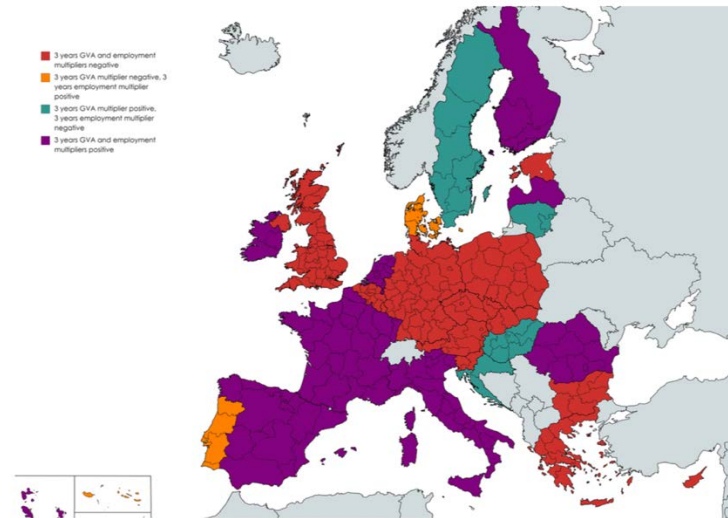 3 years GVA and employment
multipliers negative
3 years GVA multiplier negative, 3
years employment multiplier
positive
3 years GVA multiplier positive,
3 years employment multiplier
negative
3 years GVA and employment
multipliers positive